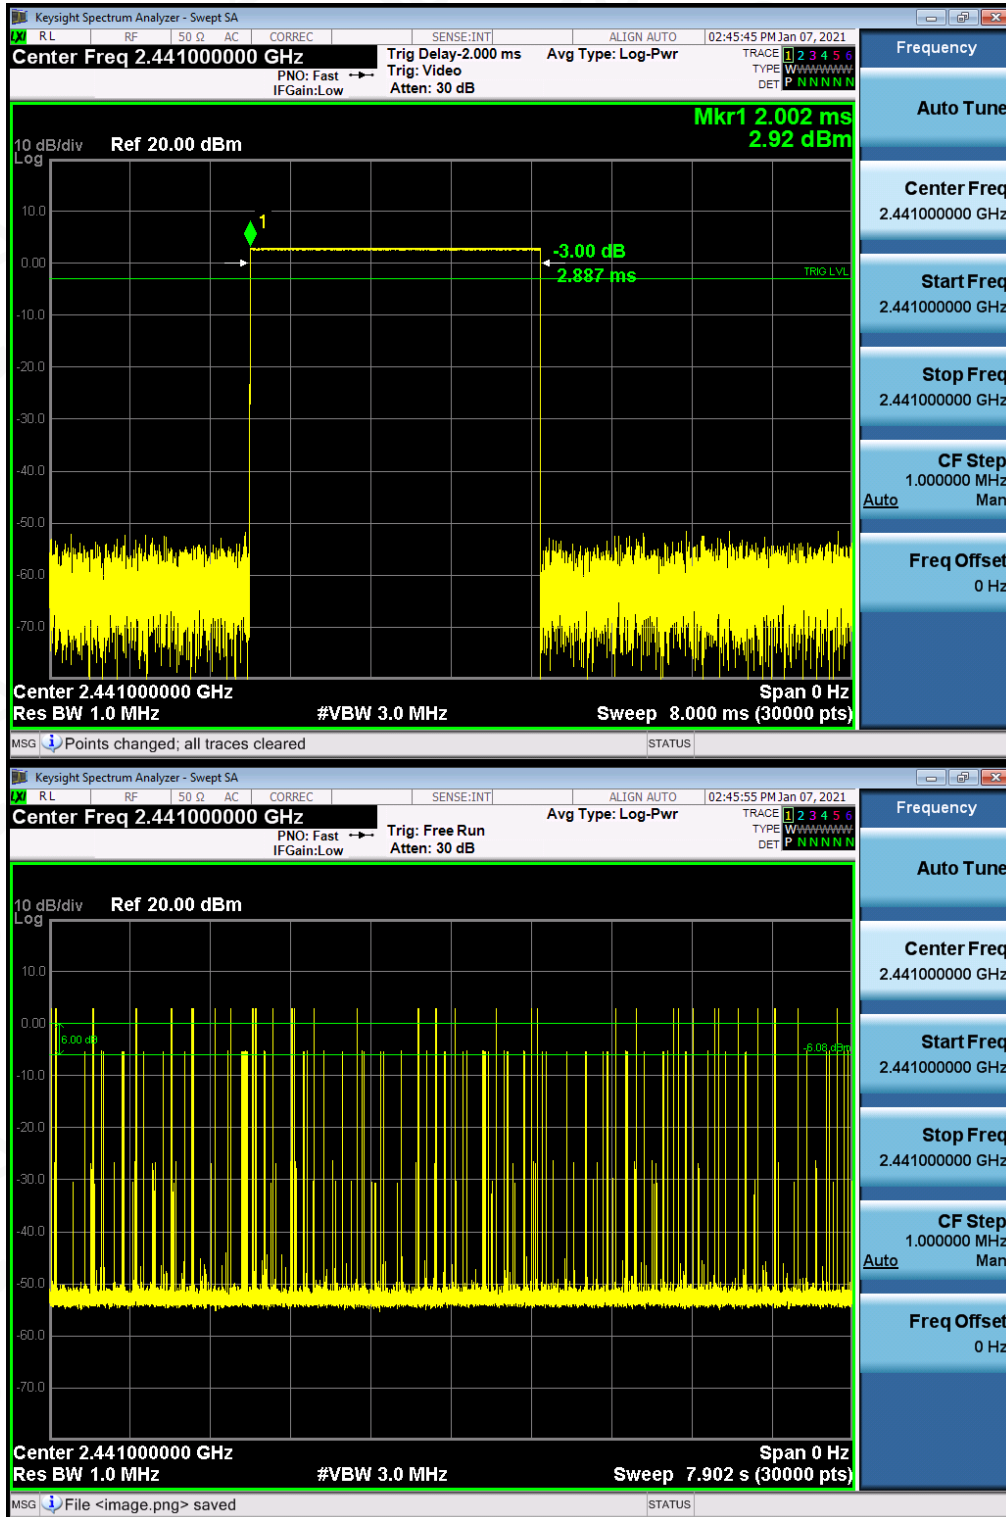 Keysight Spectrum Analyzer - Swept SA
LXI RL RF 50 Ω AC CORREC SENSE:INT ALIGN AUTO 02:45:45 PM Jan 07, 2021
Center Freq 2.441000000 GHz
PNO: Fast
IFGain:Low
Trig Delay-2.000 ms
Trig: Video
Atten: 30 dB
Avg Type: Log-Pwr
TRACE 1 2 3 4 5 6
TYPE WWWWWW
DET P N N N N N
Mkr1 2.002 ms
2.92 dBm
10 dB/div Ref 20.00 dBm
Log
10.0
1
-3.00 dB
0.00
2.887 ms
TRIG LVL
-10.0
-20.0
-30.0
-40.0
-50.0
-60.0
-70.0
Center 2.441000000 GHz Span 0 Hz
Res BW 1.0 MHz #VBW 3.0 MHz Sweep 8.000 ms (30000 pts)
MSG Points changed; all traces cleared STATUS
Frequency
Auto Tune
Center Freq
2.441000000 GHz
Start Freq
2.441000000 GHz
Stop Freq
2.441000000 GHz
CF Step
1.000000 MHz
Auto Man
Freq Offset
0 Hz
Keysight Spectrum Analyzer - Swept SA
LXI RL RF 50 Ω AC CORREC SENSE:INT ALIGN AUTO 02:45:55 PM Jan 07, 2021
Center Freq 2.441000000 GHz
PNO: Fast
IFGain:Low
Trig: Free Run
Atten: 30 dB
Avg Type: Log-Pwr
TRACE 1 2 3 4 5 6
TYPE WWWWWW
DET P N N N N N
10 dB/div Ref 20.00 dBm
Log
10.0
0.00
6.00 dB
-6.08 dBm
-10.0
-20.0
-30.0
-40.0
-50.0
-60.0
-70.0
Center 2.441000000 GHz Span 0 Hz
Res BW 1.0 MHz #VBW 3.0 MHz Sweep 7.902 s (30000 pts)
MSG File <image.png> saved STATUS
Frequency
Auto Tune
Center Freq
2.441000000 GHz
Start Freq
2.441000000 GHz
Stop Freq
2.441000000 GHz
CF Step
1.000000 MHz
Auto Man
Freq Offset
0 Hz